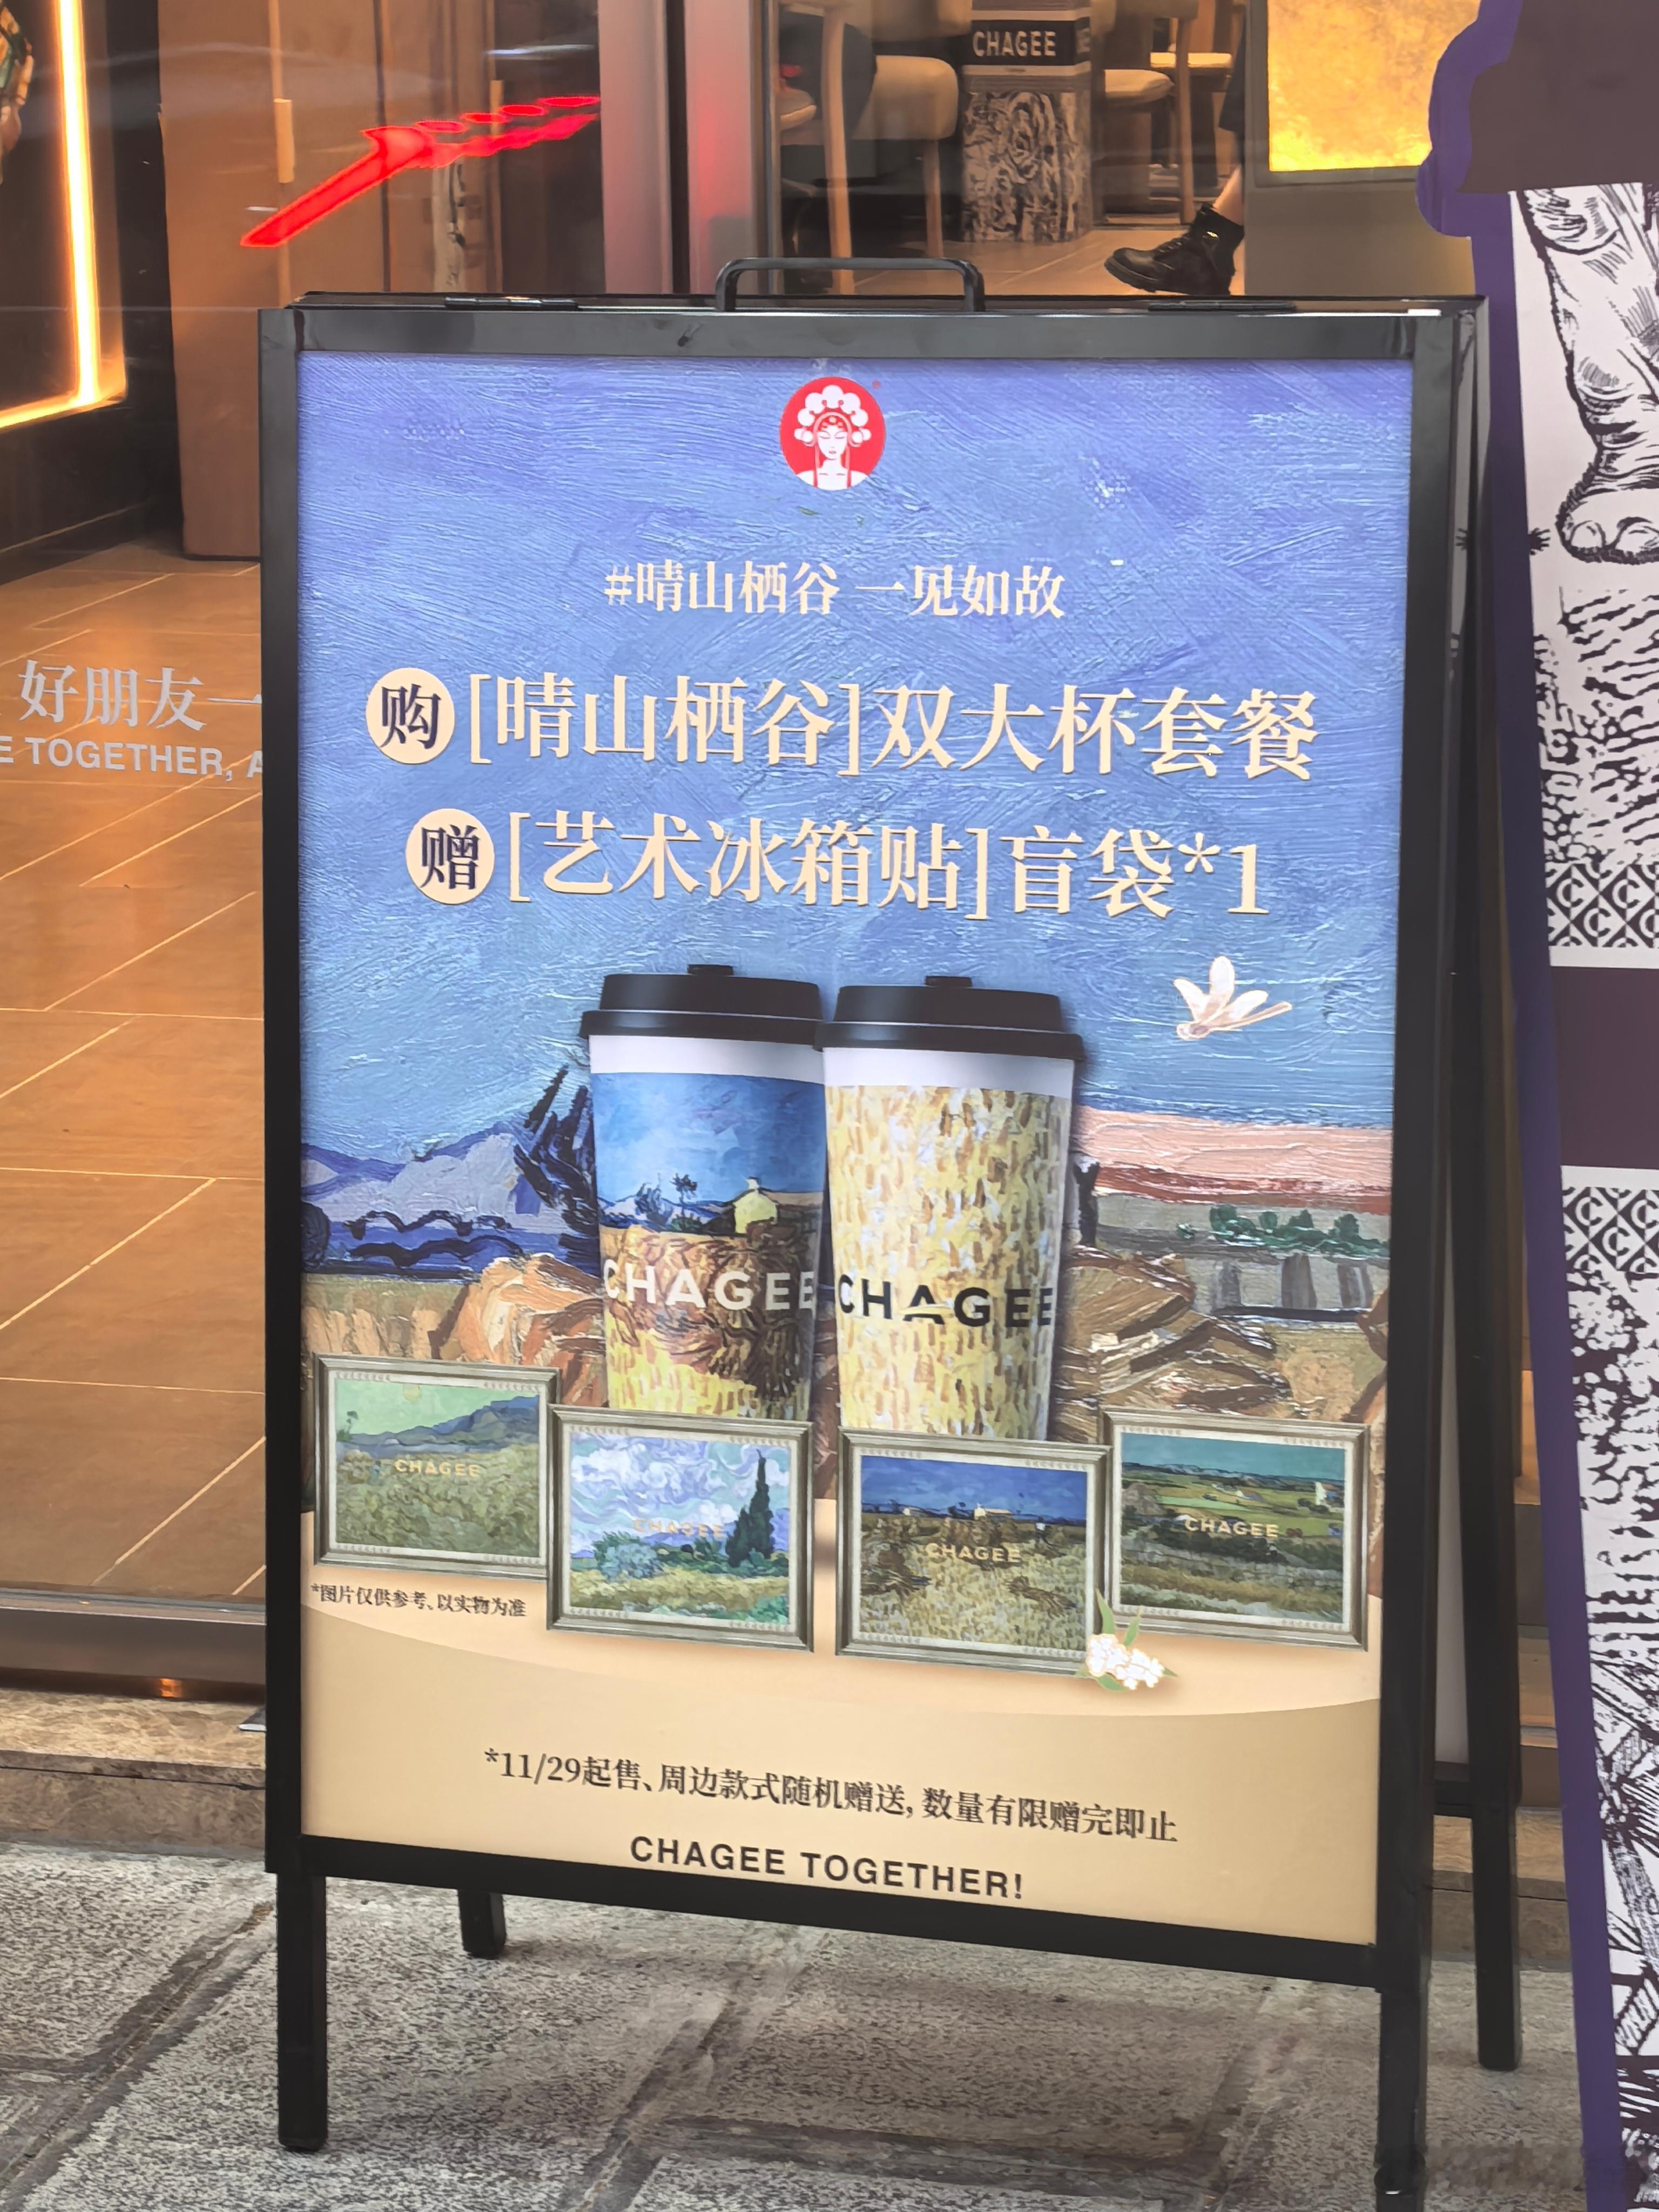 CHAGEE
好朋友一
E TOGETHER, A
#晴山栖谷 一见如故
购[晴山栖谷]双大杯套餐
赠[艺术冰箱贴]盲袋*1
CHAGEE
CHAGEE
CHAGEE
CHAGEE
CHAGEE
CHAGEE
*图片仅供参考、以实物为准
*11/29起售、周边款式随机赠送, 数量有限赠完即止
CHAGEE TOGETHER!